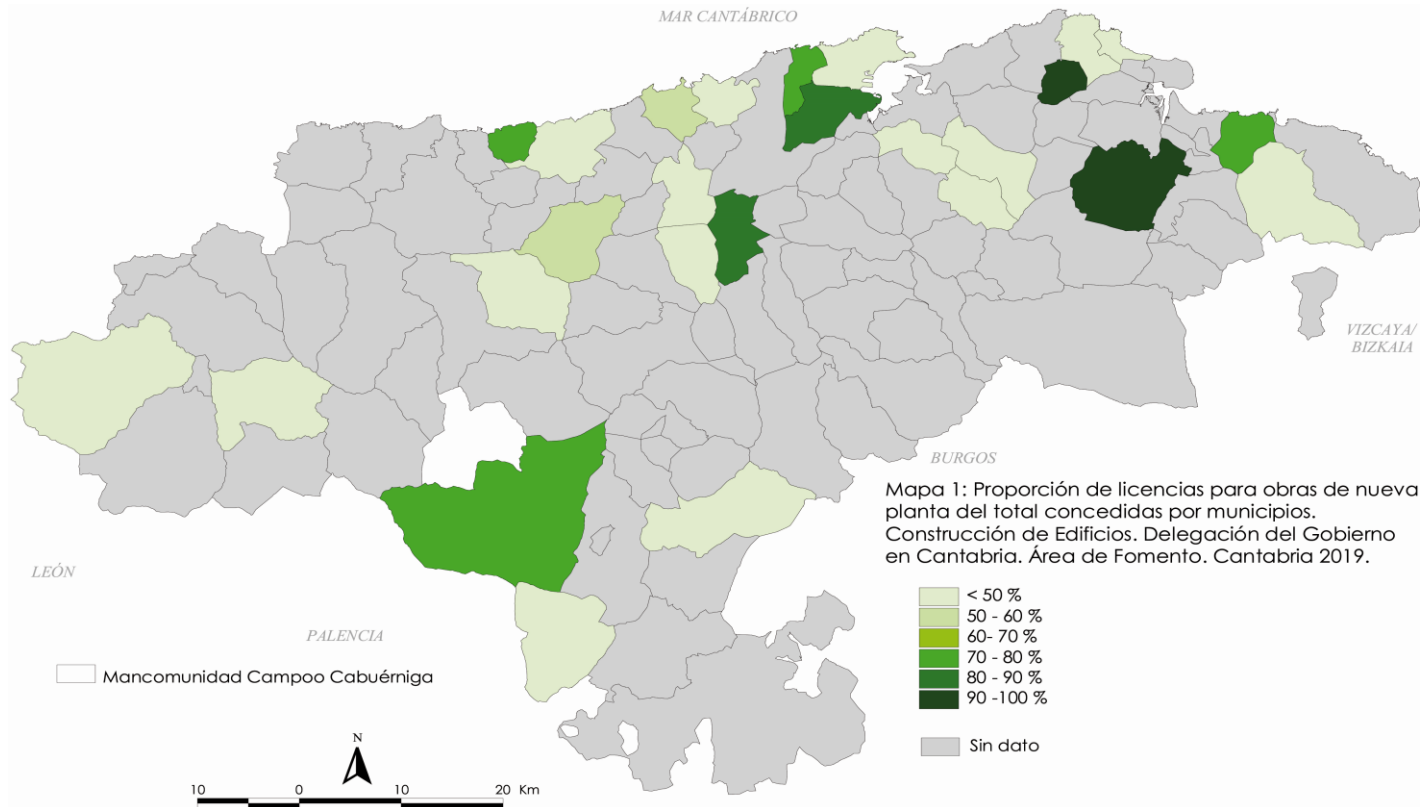 MAR CANTÁBRICO
VIZCAYA/
BIZKAIA
BURGOS
Mapa 1: Proporción de licencias para obras de nueva
planta del total concedidas por municipios.
Construcción de Edificios. Delegación del Gobierno
en Cantabria. Área de Fomento. Cantabria 2019.
LEÓN
< 50 %
50 - 60 %
60- 70 %
70 - 80 %
80 - 90 %
90 -100 %
PALENCIA
Mancomunidad Campoo Cabuérniga
Sin dato
N
10 0 10 20 Km